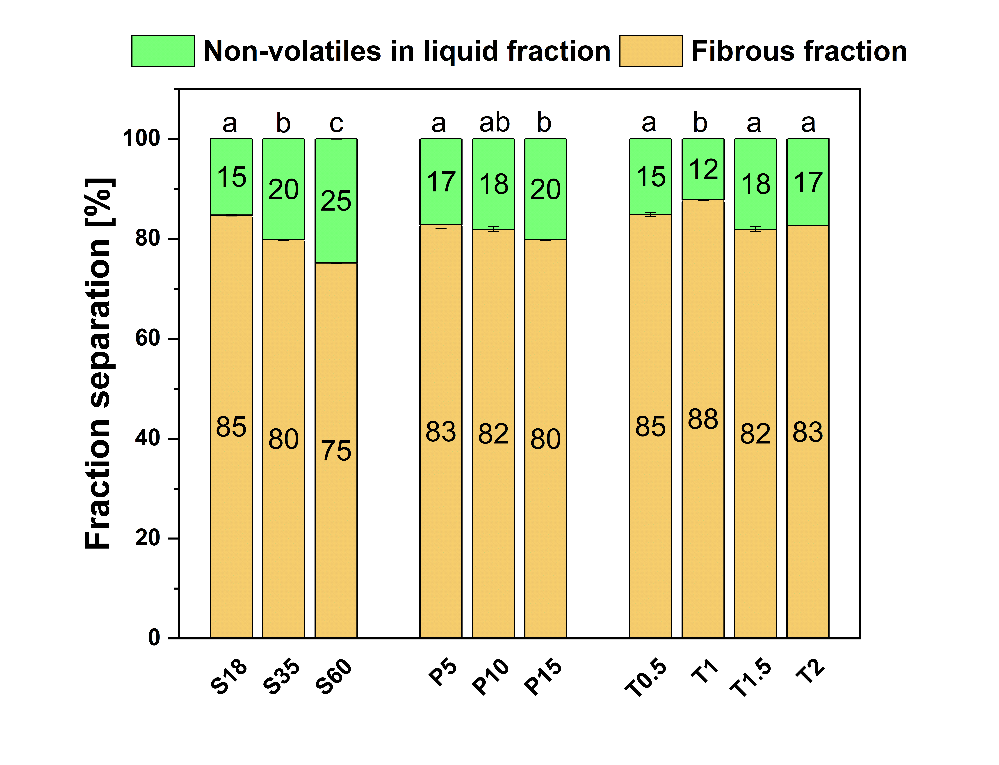 Non-volatiles in liquid fraction Fibrous fraction
Fraction separation [%]
100
80
60
40
20
0
a b c a ab b a b a a
15 20 25 17 18 20 15 12 18 17
85 80 75 83 82 80 85 88 82 83
S18 S35 S60 P5 P10 P15 T0.5 T1 T1.5 T2